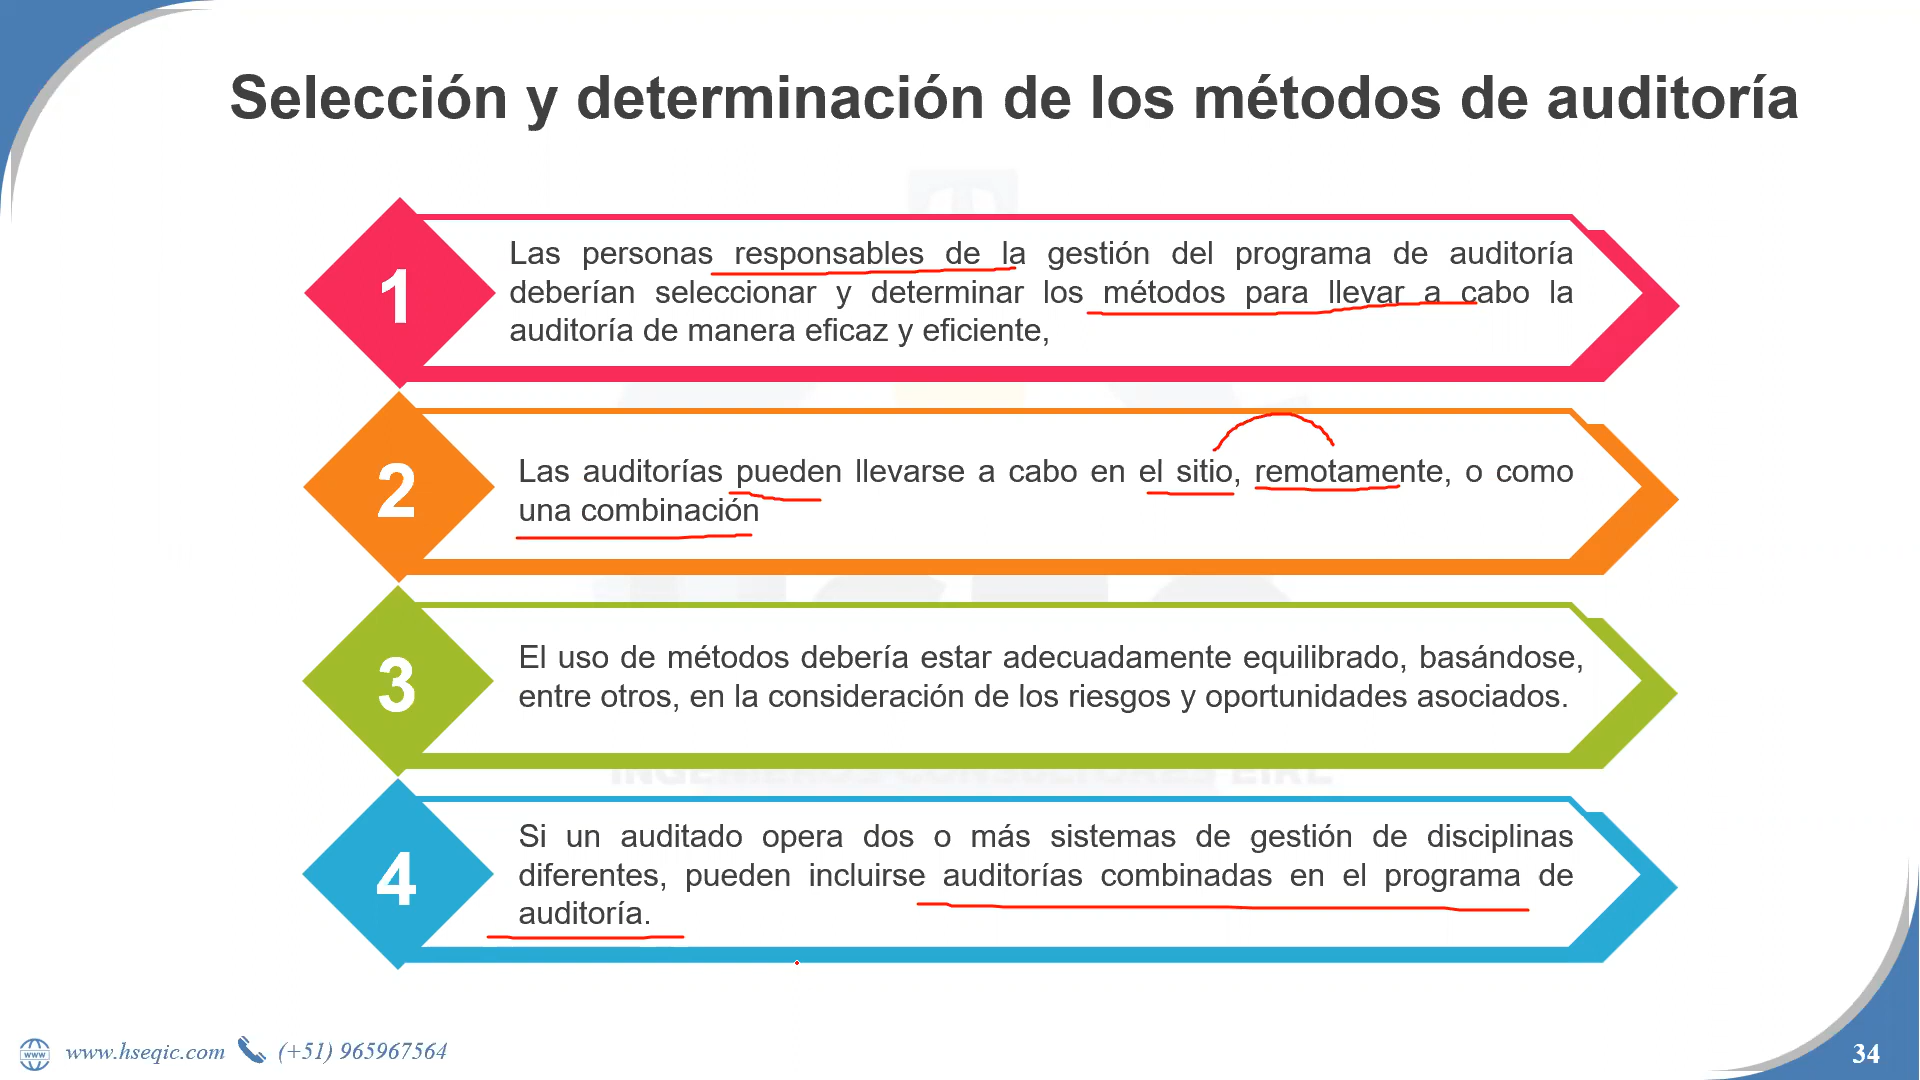 Selección y determinación de los métodos de auditoría
1
Las personas responsables de la gestión del programa de auditoría
deberían seleccionar y determinar los métodos para llevar a cabo la
auditoría de manera eficaz y eficiente,
2
Las auditorías pueden llevarse a cabo en el sitio, remotamente, o como
una combinación
3
El uso de métodos debería estar adecuadamente equilibrado, basándose,
entre otros, en la consideración de los riesgos y oportunidades asociados.
INGENIEROS CONSULTORES EIRL
4
Si un auditado opera dos o más sistemas de gestión de disciplinas
diferentes, pueden incluirse auditorías combinadas en el programa de
auditoría.
www www.hseqic.com (+51) 965967564
34